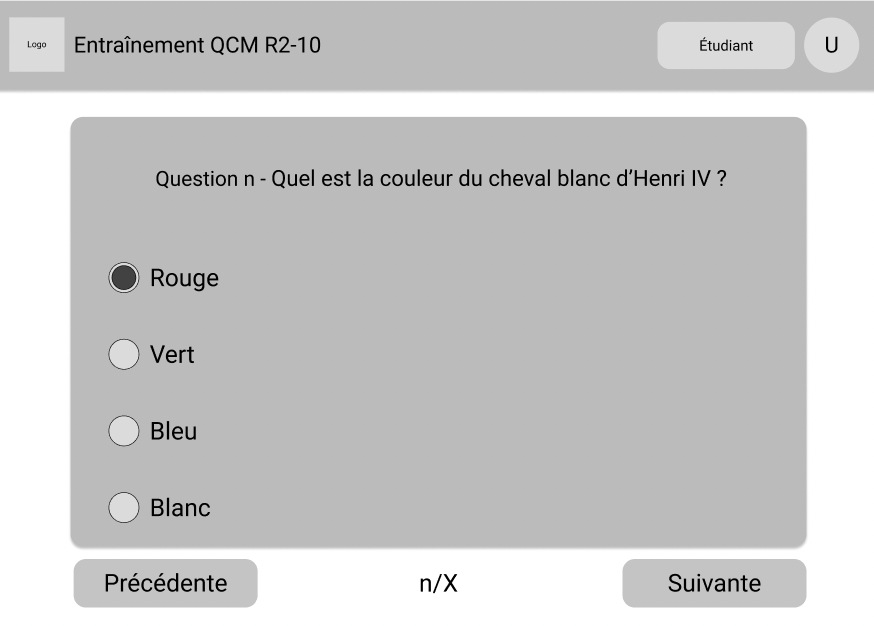 Logo
Entraînement QCM R2-10
Étudiant
U
Question n - Quel est la couleur du cheval blanc d’Henri IV ?
Rouge
Vert
Bleu
Blanc
Précédente
n/X
Suivante